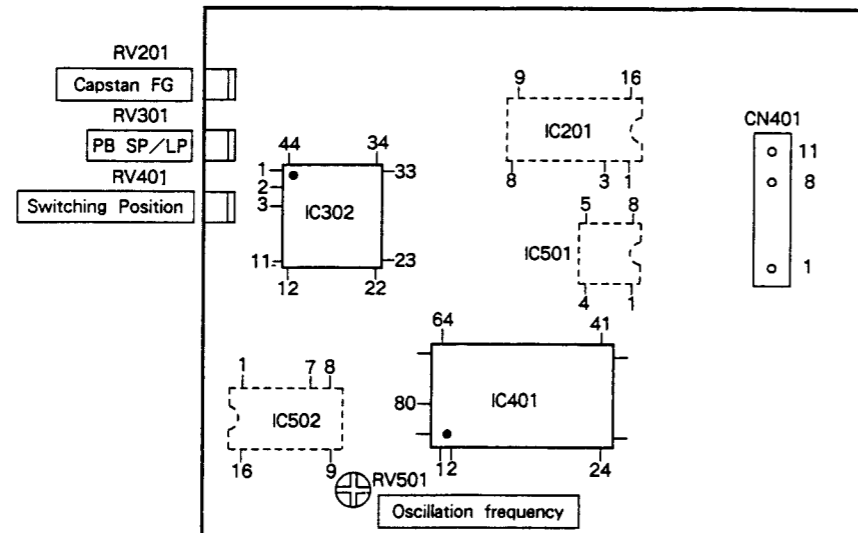 RV201
Capstan FG
RV301
PB SP/LP
RV401
Switching Position
44 34
1 33
2
3
IC302
11 23
12 22
9 16
IC201
8 3 1
5 8
IC501
4 1
CN401
11
8
1
64 41
80
IC401
12 24
1 7 8
IC502
16 9
RV501
Oscillation frequency